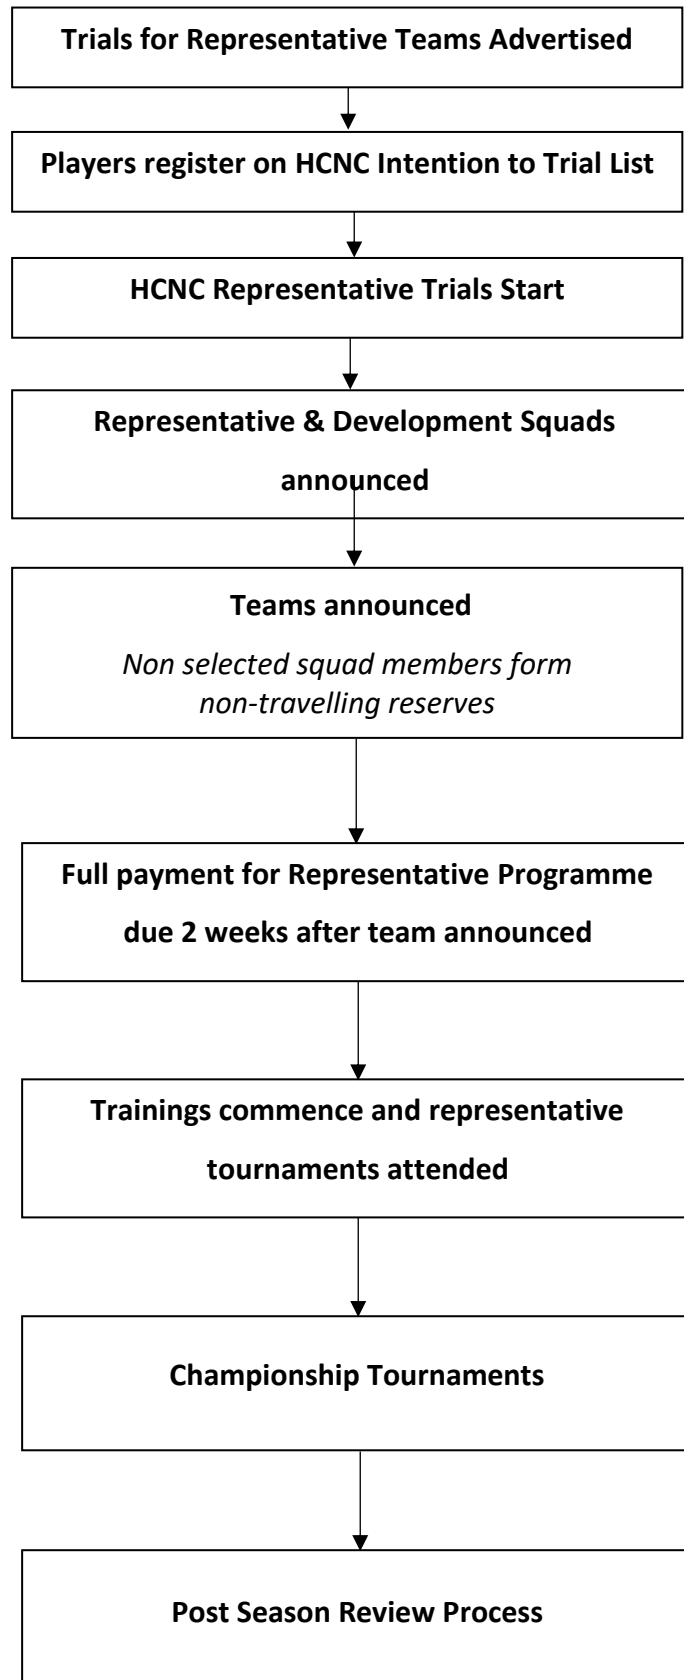 Trials for Representative Teams Advertised
Players register on HCNC Intention to Trial List
HCNC Representative Trials Start
Representative & Development Squads
announced
Teams announced
Non selected squad members form
non-travelling reserves
Full payment for Representative Programme
due 2 weeks after team announced
Trainings commence and representative
tournaments attended
Championship Tournaments
Post Season Review Process